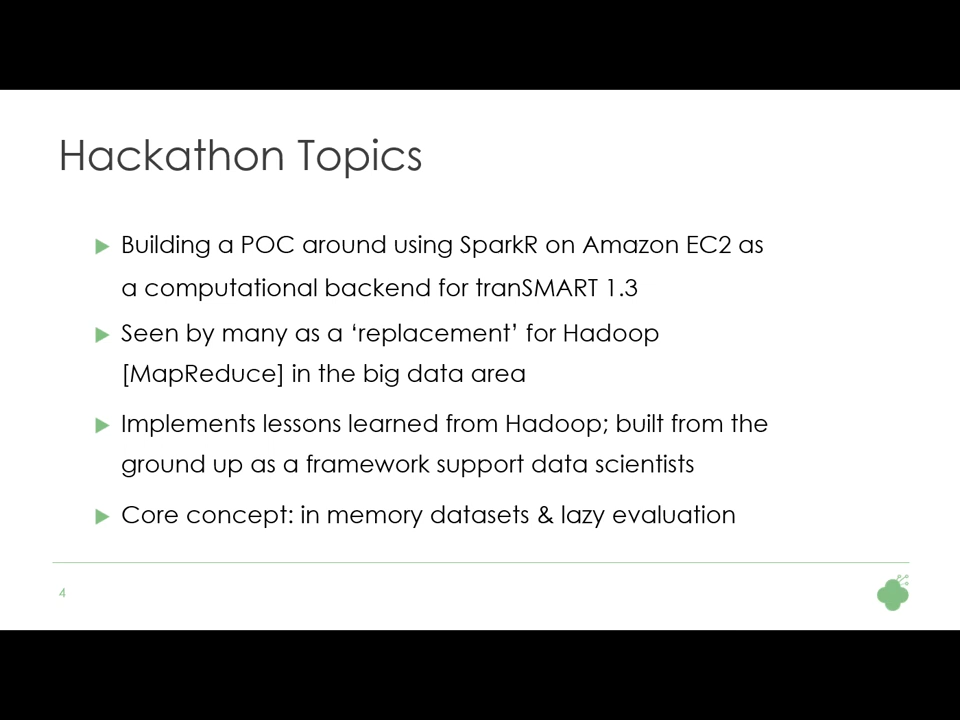 Hackathon Topics
Building a POC around using SparkR on Amazon EC2 as
a computational backend for tranSMART 1.3
Seen by many as a ‘replacement’ for Hadoop
[MapReduce] in the big data area
Implements lessons learned from Hadoop; built from the
ground up as a framework support data scientists
Core concept: in memory datasets & lazy evaluation
4